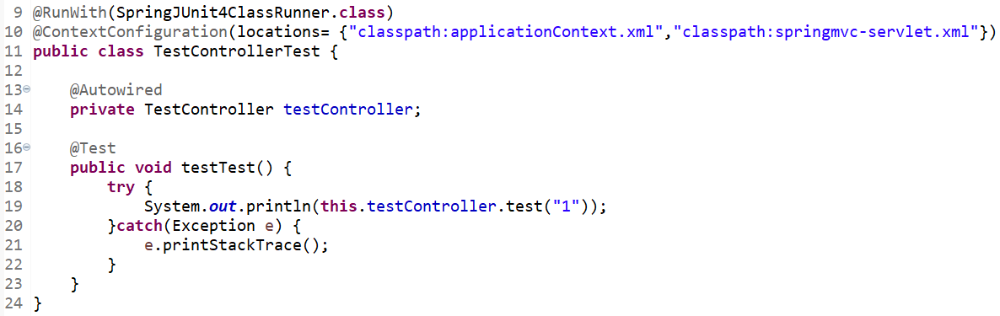 9 @RunWith(SpringJUnit4ClassRunner.class)
10 @ContextConfiguration(locations= {"classpath:applicationContext.xml","classpath:springmvc-servlet.xml"})
11 public class TestControllerTest {
12
13 @Autowired
14 private TestController testController;
15
16 @Test
17 public void testTest() {
18 try {
19 System.out.println(this.testController.test("1"));
20 }catch(Exception e) {
21 e.printStackTrace();
22 }
23 }
24 }